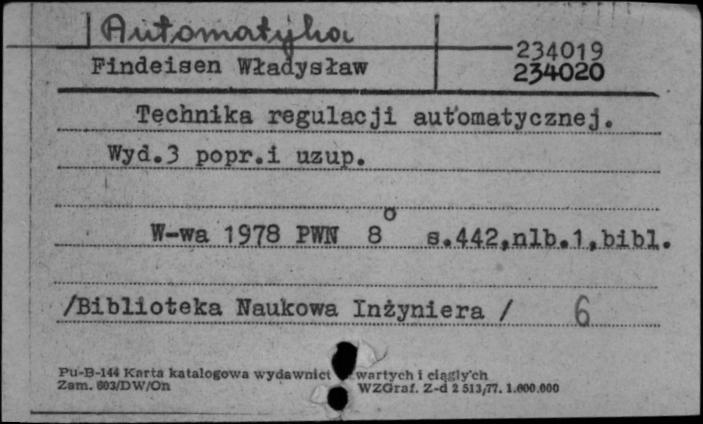 Automatyka
234019
Findeisen Władysław
234020
Technika regulacji automatycznej.
Wyd.3 popr.i uzup.
W-wa 1978 PWN 8° s.442,nlb.1,bibl.
/Biblioteka Naukowa Inżyniera / 6
Pu-B-144 Karta katalogowa wydawnict wartych i ciągłych
Zam. 603/DW/On WZGraf. Z-d 2 513/77. 1.000.000